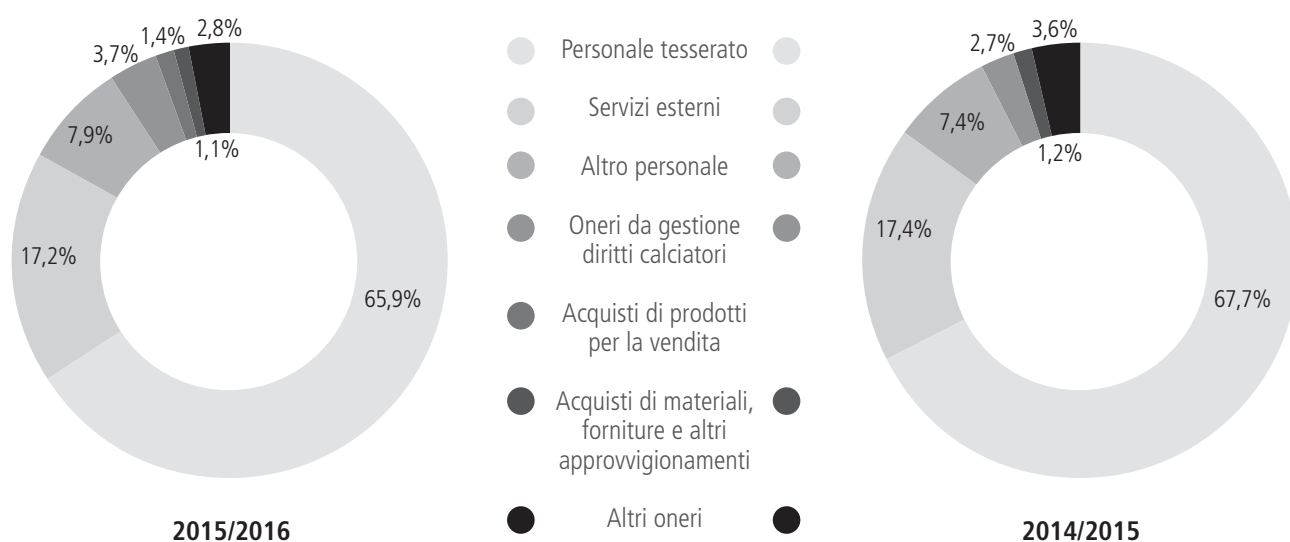 3,7%
1,4%
2,8%
7,9%
1,1%
17,2%
65,9%
2015/2016
Personale tesserato
Servizi esterni
Altro personale
Oneri da gestione
diritti calciatori
Acquisti di prodotti
per la vendita
Acquisti di materiali,
forniture e altri
approvvigionamenti
Altri oneri
2,7%
3,6%
7,4%
1,2%
17,4%
67,7%
2014/2015